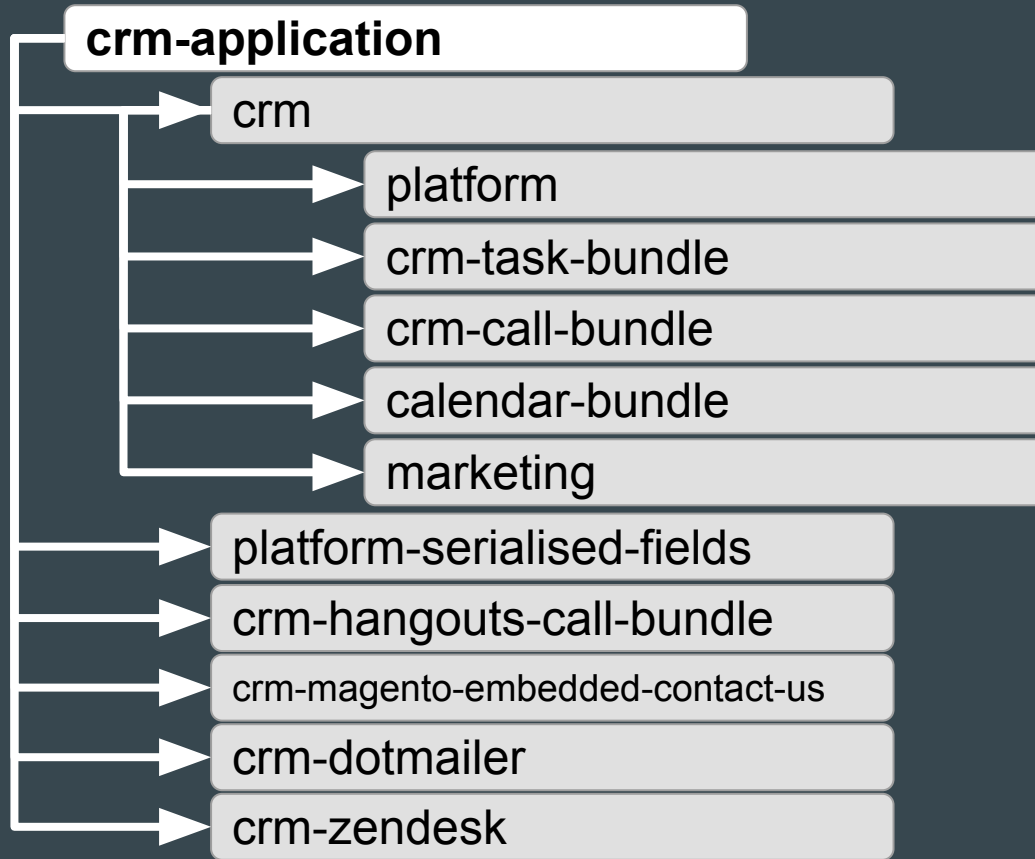 crm-application
crm
platform
crm-task-bundle
crm-call-bundle
calendar-bundle
marketing
platform-serialised-fields
crm-hangouts-call-bundle
crm-magento-embedded-contact-us
crm-dotmailer
crm-zendesk